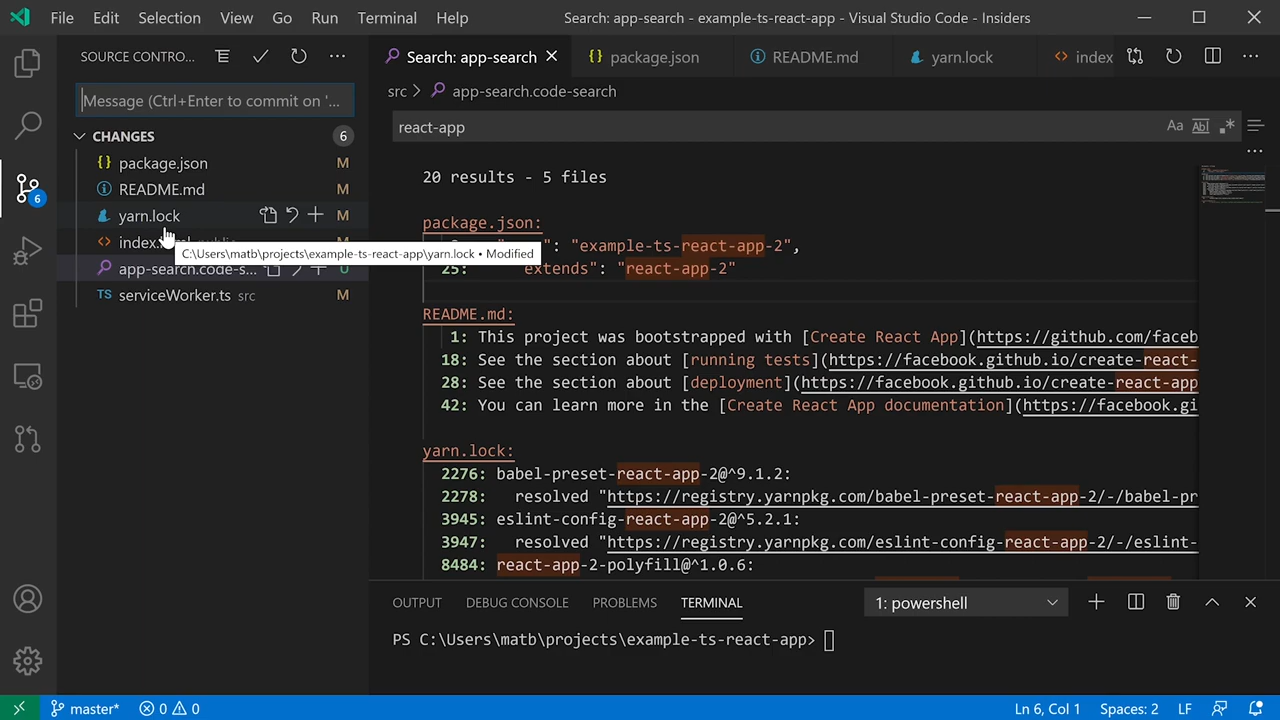 File Edit Selection View Go Run Terminal Help Search: app-search - example-ts-react-app - Visual Studio Code - Insiders
SOURCE CONTRO...
Search: app-search package.json README.md yarn.lock index
src > app-search.code-search
Message (Ctrl+Enter to commit on '...
react-app
Aa Ab
CHANGES 6
package.json M
README.md M
yarn.lock M
index
C:\Users\matb\projects\example-ts-react-app\yarn.lock • Modified
app-search.code-s... U
serviceWorker.ts src M
6
20 results - 5 files
package.json:
"example-ts-react-app-2",
25: extends": "react-app-2"
README.md:
1: This project was bootstrapped with [Create React App](https://github.com/faceb
18: See the section about [running tests](https://facebook.github.io/create-react-
28: See the section about [deployment](https://facebook.github.io/create-react-app
42: You can learn more in the [Create React App documentation](https://facebook.gi
yarn.lock:
2276: babel-preset-react-app-2@^9.1.2:
2278: resolved "https://registry.yarnpkg.com/babel-preset-react-app-2/-/babel-pr
3945: eslint-config-react-app-2@^5.2.1:
3947: resolved "https://registry.yarnpkg.com/eslint-config-react-app-2/-/eslint-
8484: react-app-2-polyfill@^1.0.6:
OUTPUT DEBUG CONSOLE PROBLEMS TERMINAL 1: powershell
PS C:\Users\matb\projects\example-ts-react-app>
master* 0 0 Ln 6, Col 1 Spaces: 2 LF